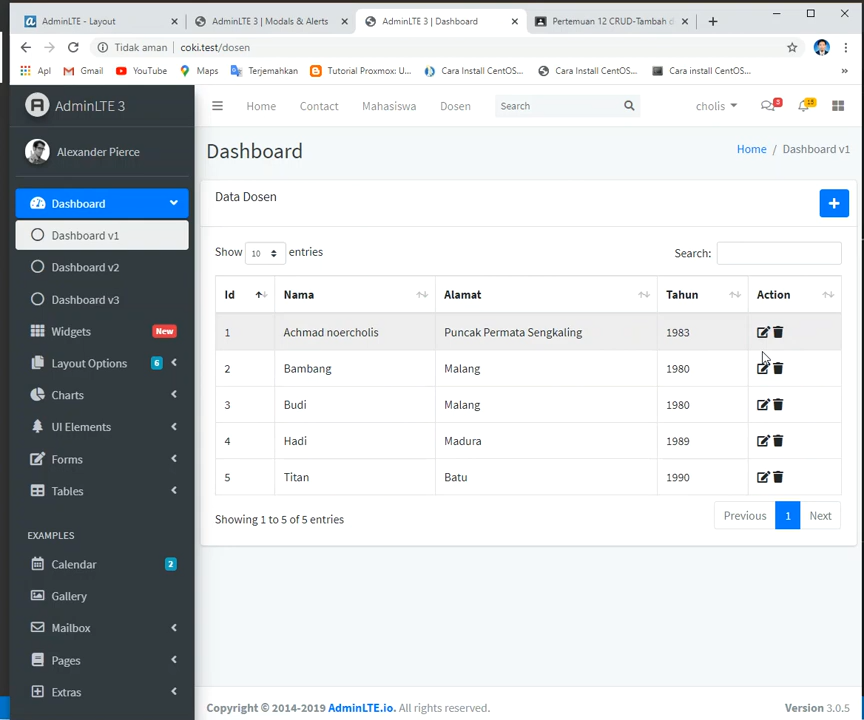 AdminLTE - Layout
AdminLTE 3 | Modals & Alerts
AdminLTE 3 | Dashboard
Pertemuan 12 CRUD-Tambah
Tidak aman
coki.test/dosen
Apl
Gmail
YouTube
Maps
Terjemahkan
Tutorial Proxmox: U...
Cara Install CentOS...
Cara Install CentOS...
Cara install CentOS...
»
AdminLTE 3
Home
Contact
Mahasiswa
Dosen
Search
cholis
5
15
Alexander Pierce
Dashboard
Home / Dashboard v1
Dashboard
Dashboard v1
Dashboard v2
Dashboard v3
Widgets New
Layout Options 6
Charts
UI Elements
Forms
Tables
EXAMPLES
Calendar 2
Gallery
Mailbox
Pages
Extras
Data Dosen
+
Show 10 entries
Search:
Id Nama Alamat Tahun Action
1 Achmad noercholis Puncak Permata Sengkaling 1983
2 Bambang Malang 1980
3 Budi Malang 1980
4 Hadi Madura 1989
5 Titan Batu 1990
Showing 1 to 5 of 5 entries
Previous 1 Next
Copyright © 2014-2019 AdminLTE.io. All rights reserved.
Version 3.0.5